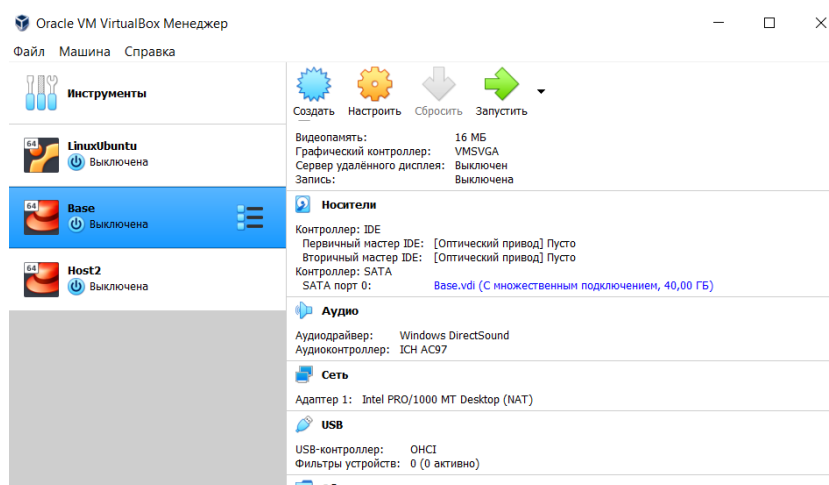 Oracle VM VirtualBox Менеджер
Файл Машина Справка
Инструменты
64
LinuxUbuntu
Выключена
64
Base
Выключена
64
Host2
Выключена
Создать Настроить Сбросить Запустить
Видеопамять: 16 МБ
Графический контроллер: VMSVGA
Сервер удалённого дисплея: Выключен
Запись: Выключена
Носители
Контроллер: IDE
Первичный мастер IDE: [Оптический привод] Пусто
Вторичный мастер IDE: [Оптический привод] Пусто
Контроллер: SATA
SATA порт 0: Base.vdi (С множественным подключением, 40,00 ГБ)
Аудио
Аудиодрайвер: Windows DirectSound
Аудиоконтроллер: ICH AC97
Сеть
Адаптер 1: Intel PRO/1000 MT Desktop (NAT)
USB
USB-контроллер: OHCI
Фильтры устройств: 0 (0 активно)